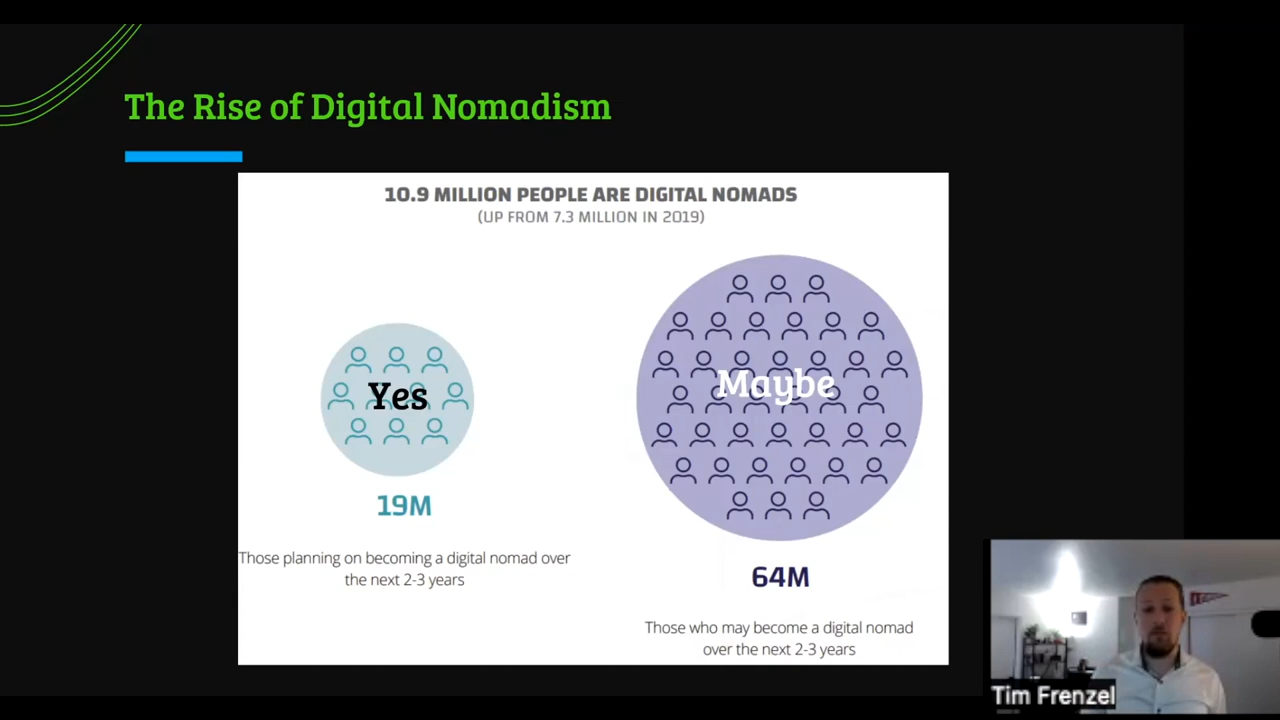 The Rise of Digital Nomadism
10.9 MILLION PEOPLE ARE DIGITAL NOMADS
(UP FROM 7.3 MILLION IN 2019)
Yes
Maybe
19M
Those planning on becoming a digital nomad over
the next 2-3 years
64M
Those who may become a digital nomad
over the next 2-3 years
Tim Frenzel